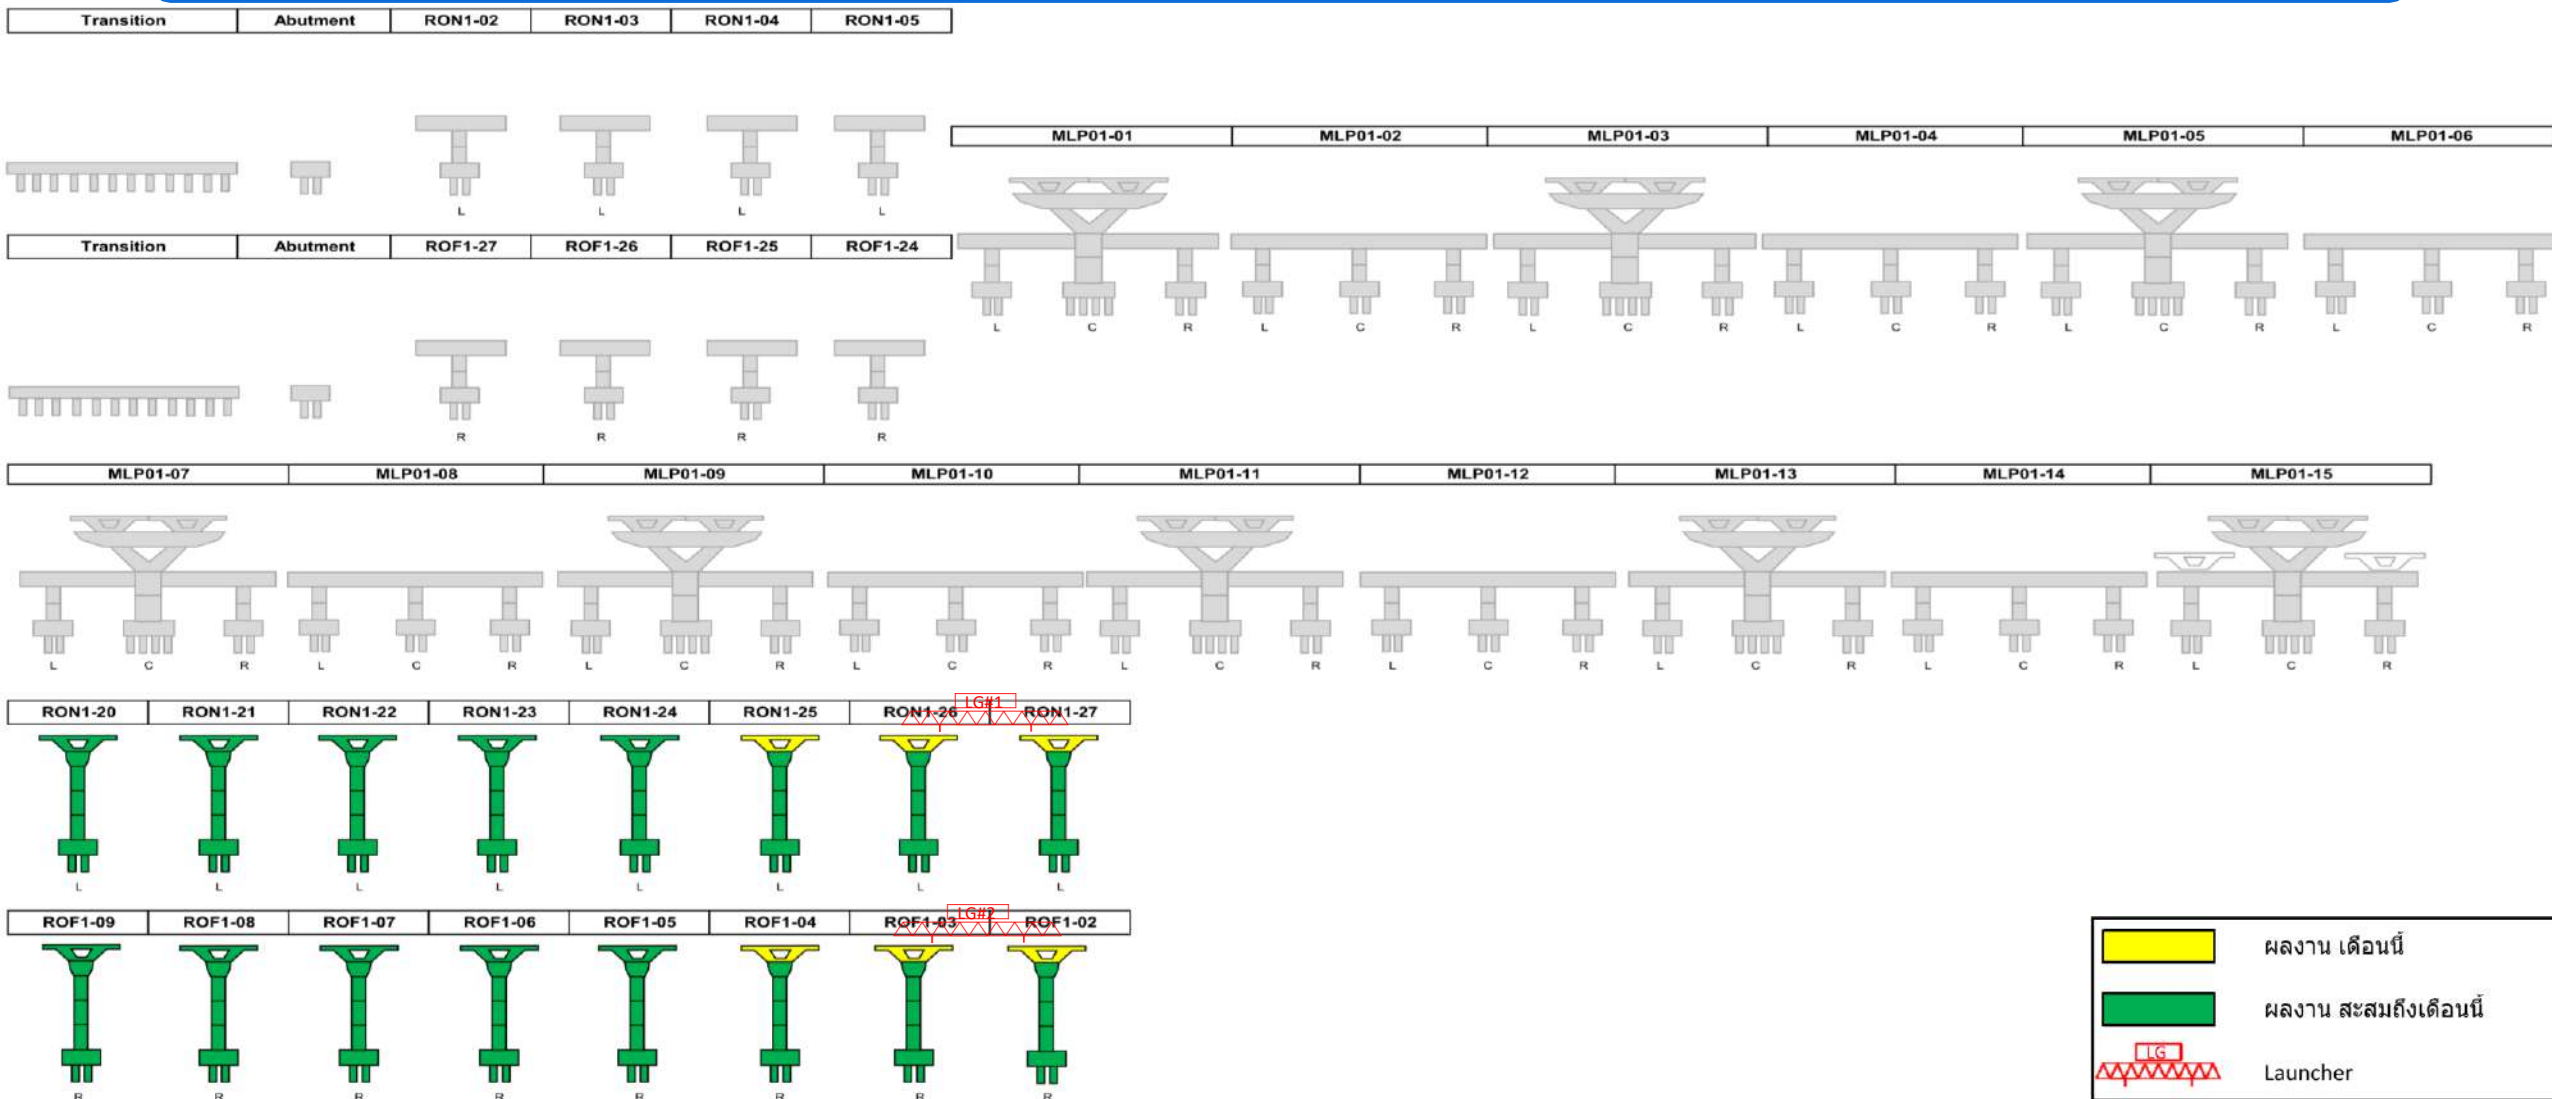 Transition Abutment RON1-02 RON1-03 RON1-04 RON1-05
MLP01-01 MLP01-02 MLP01-03 MLP01-04 MLP01-05 MLP01-06
L L L L
Transition Abutment ROF1-27 ROF1-26 ROF1-25 ROF1-24
L C R L C R L C R L C R L C R L C R
R R R R
MLP01-07 MLP01-08 MLP01-09 MLP01-10 MLP01-11 MLP01-12 MLP01-13 MLP01-14 MLP01-15
L C R L C R L C R L C R L C R L C R L C R L C R L C R
LG#1
RON1-20 RON1-21 RON1-22 RON1-23 RON1-24 RON1-25 RON1-26 RON1-27
L L L L L L L L
LG#2
ROF1-09 ROF1-08 ROF1-07 ROF1-06 ROF1-05 ROF1-04 ROF1-03 ROF1-02
R R R R R R R R
ผลงาน เดือนนี้
ผลงาน สะสมถึงเดือนนี้
LG
Launcher